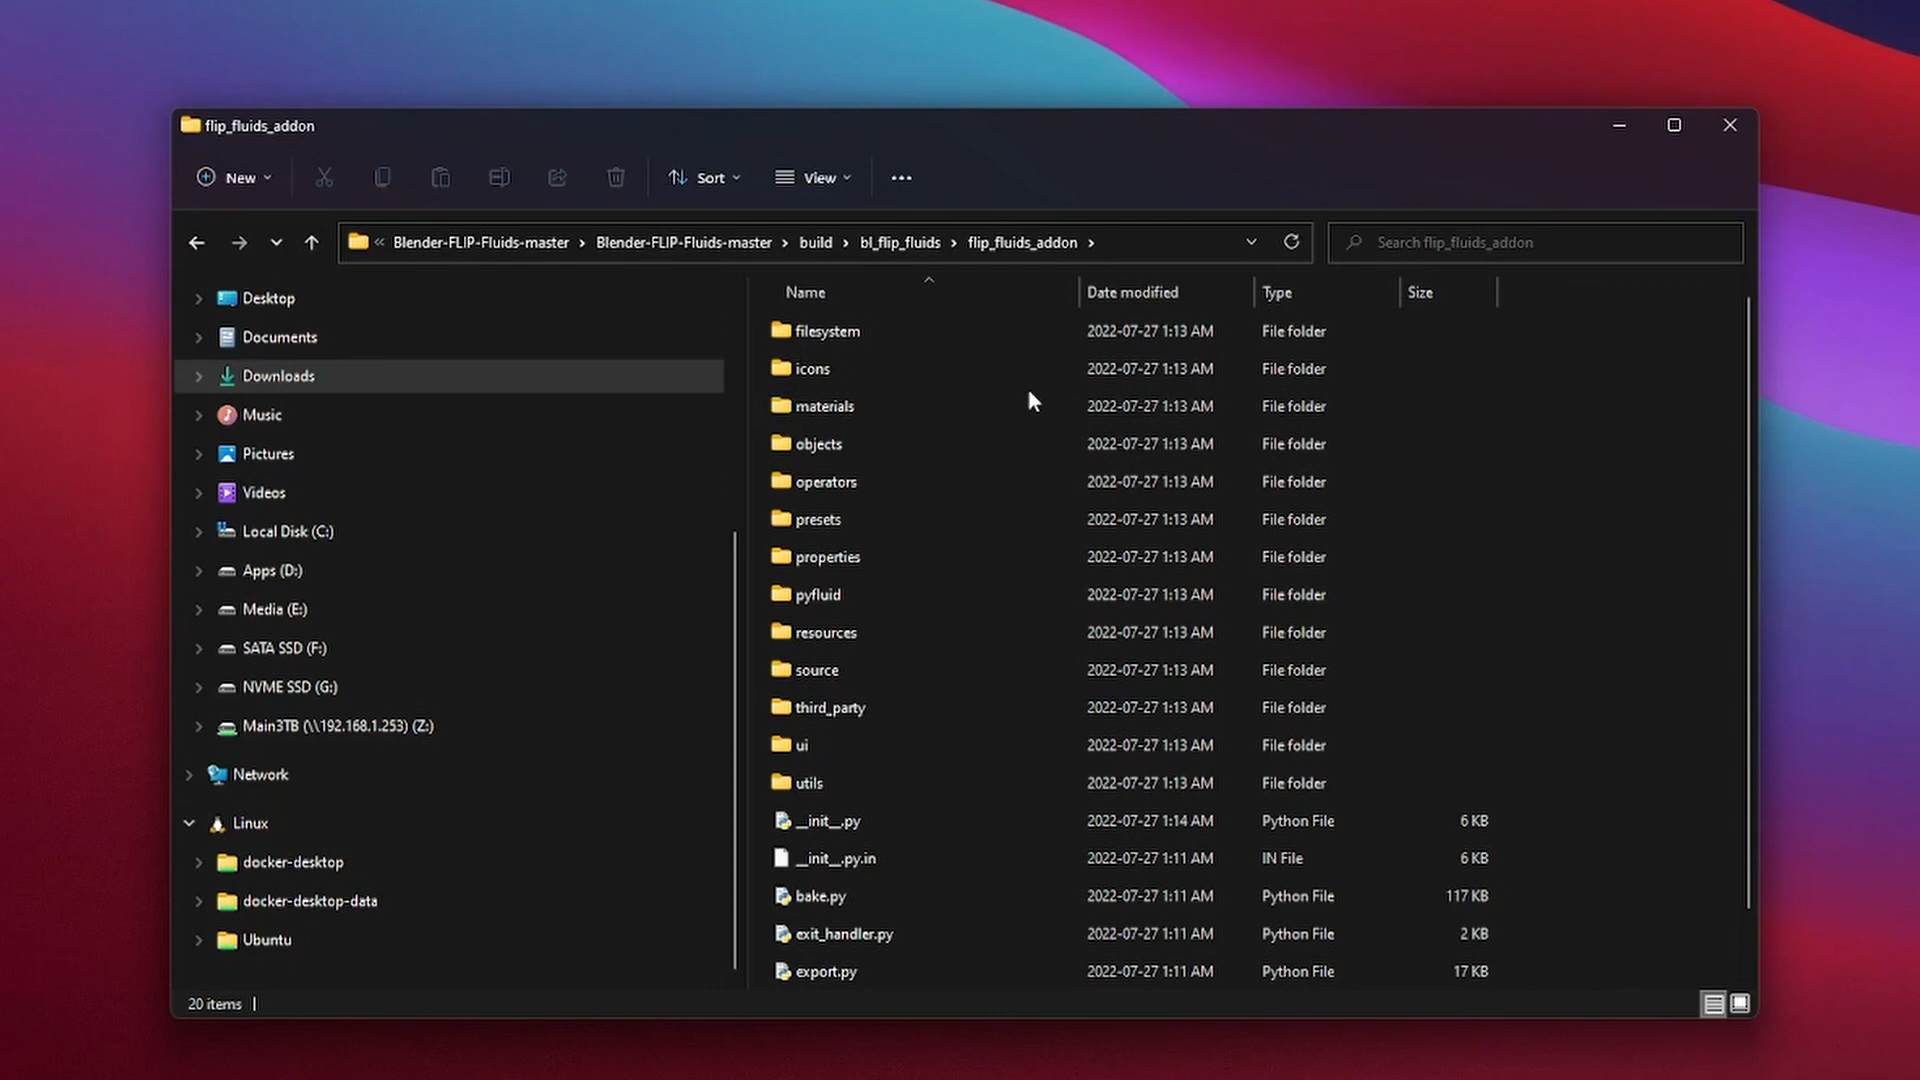 flip_fluids_addon
New Sort View
« Blender-FLIP-Fluids-master › Blender-FLIP-Fluids-master › build › bl_flip_fluids › flip_fluids_addon › Search flip_fluids_addon
Desktop
Documents
Downloads
Music
Pictures
Videos
Local Disk (C:)
Apps (D:)
Media (E:)
SATA SSD (F:)
NVME SSD (G:)
Main3TB (\\192.168.1.253) (Z:)
Network
Linux
docker-desktop
docker-desktop-data
Ubuntu
Name Date modified Type Size
filesystem 2022-07-27 1:13 AM File folder
icons 2022-07-27 1:13 AM File folder
materials 2022-07-27 1:13 AM File folder
objects 2022-07-27 1:13 AM File folder
operators 2022-07-27 1:13 AM File folder
presets 2022-07-27 1:13 AM File folder
properties 2022-07-27 1:13 AM File folder
pyfluid 2022-07-27 1:13 AM File folder
resources 2022-07-27 1:13 AM File folder
source 2022-07-27 1:13 AM File folder
third_party 2022-07-27 1:13 AM File folder
ui 2022-07-27 1:13 AM File folder
utils 2022-07-27 1:13 AM File folder
__init__.py 2022-07-27 1:14 AM Python File 6 KB
__init__.py.in 2022-07-27 1:11 AM IN File 6 KB
bake.py 2022-07-27 1:11 AM Python File 117 KB
exit_handler.py 2022-07-27 1:11 AM Python File 2 KB
export.py 2022-07-27 1:11 AM Python File 17 KB
20 items